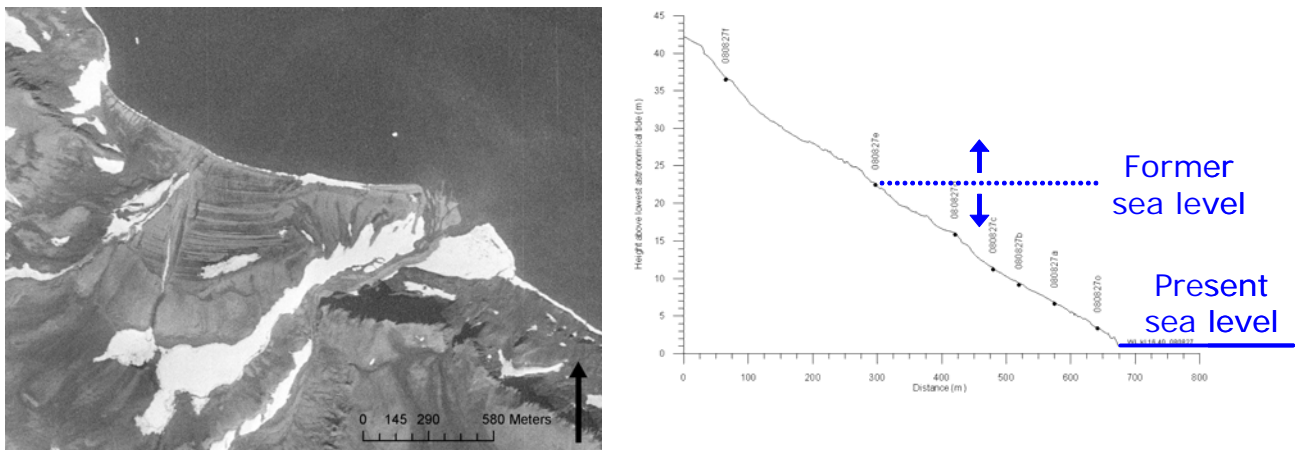 0 145 290 580 Meters
Height above lowest astronomical tide (m)
45
40
35
30
25
20
15
10
5
0
080827f
080827e
080827c
080827b
080827a
080827o
Former
sea level
Present
sea level
0 100 200 300 400 500 600 700 800
Distance (m)